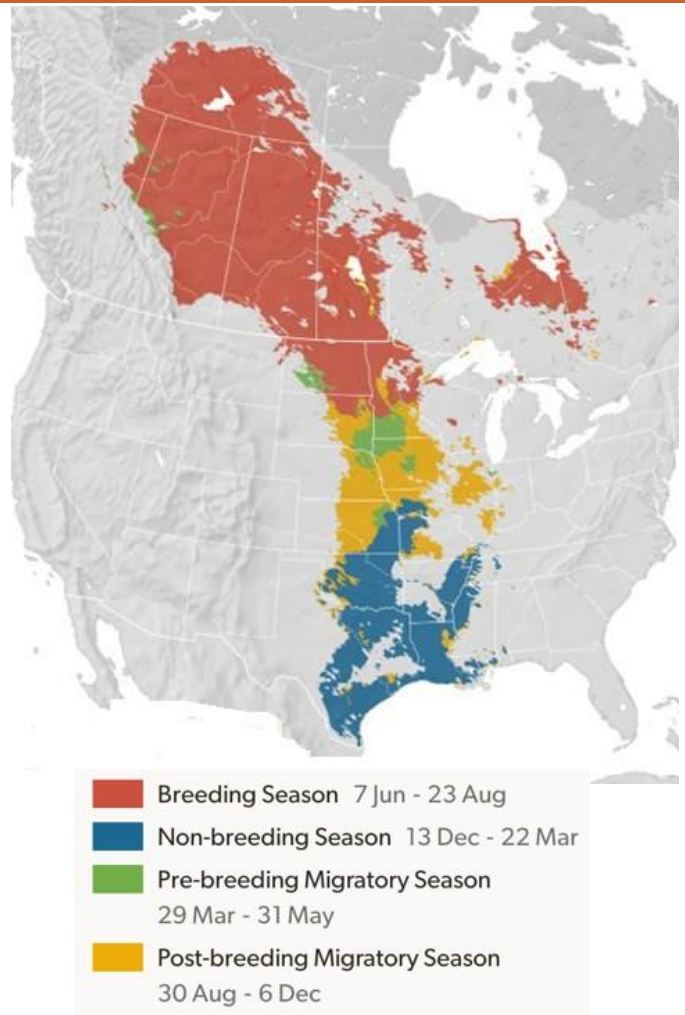 Breeding Season 7 Jun - 23 Aug
Non-breeding Season 13 Dec - 22 Mar
Pre-breeding Migratory Season
29 Mar - 31 May
Post-breeding Migratory Season
30 Aug - 6 Dec